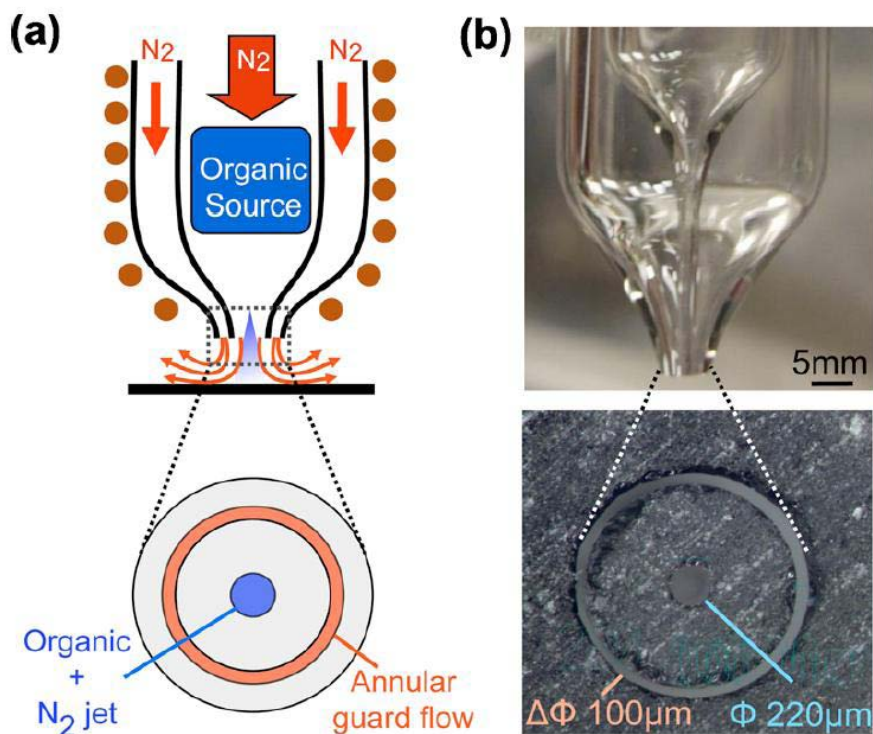 (a)
N2
N2
N2
Organic
Source
Organic
+
N2 jet
Annular
guard flow
(b)
5mm
ΔΦ 100μm
Φ 220μm